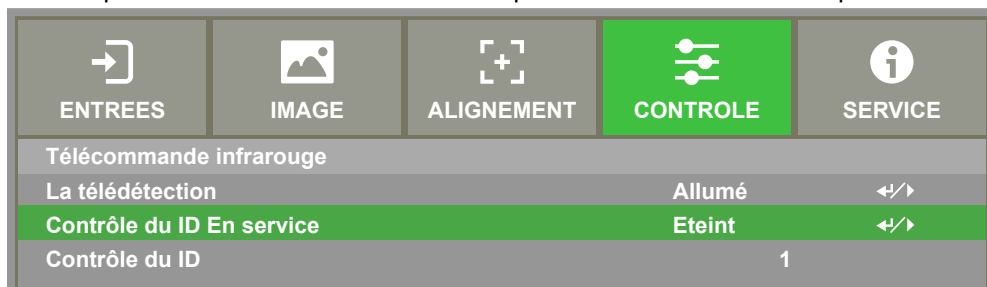 ENTREES IMAGE ALIGNEMENT CONTROLE SERVICE
Télécommande infrarouge
La télédétection Allumé
Contrôle du ID En service Eteint
Contrôle du ID 1